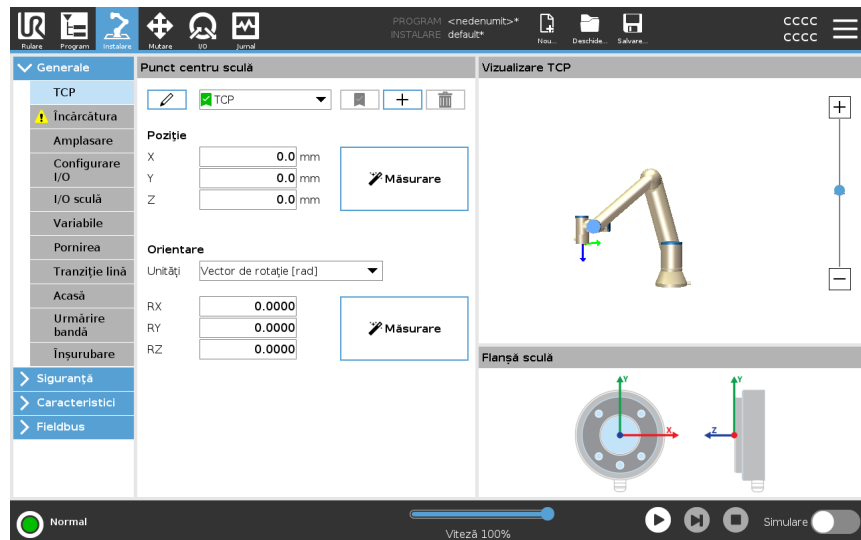 PROGRAM <nedenumit>*
INSTALARE default*
CCCC
CCCC
Rulare
Program
Instalare
Mutare
I/O
Jurnal
Nou...
Deschide...
Salvare...
Generale
TCP
Încărcătura
Amplasare
Configurare
I/O
I/O sculă
Variabile
Pornirea
Tranziție lină
Acasă
Urmărire
bandă
Înșurubare
Siguranță
Caracteristici
Fieldbus
Punct centru sculă
TCP
Poziție
X 0.0 mm
Y 0.0 mm
Z 0.0 mm
Măsurare
Orientare
Unități Vector de rotație [rad]
RX 0.0000
RY 0.0000
RZ 0.0000
Măsurare
Vizualizare TCP
Flanșă sculă
Y
X
Y
Z
Normal
Viteză 100%
Simulare